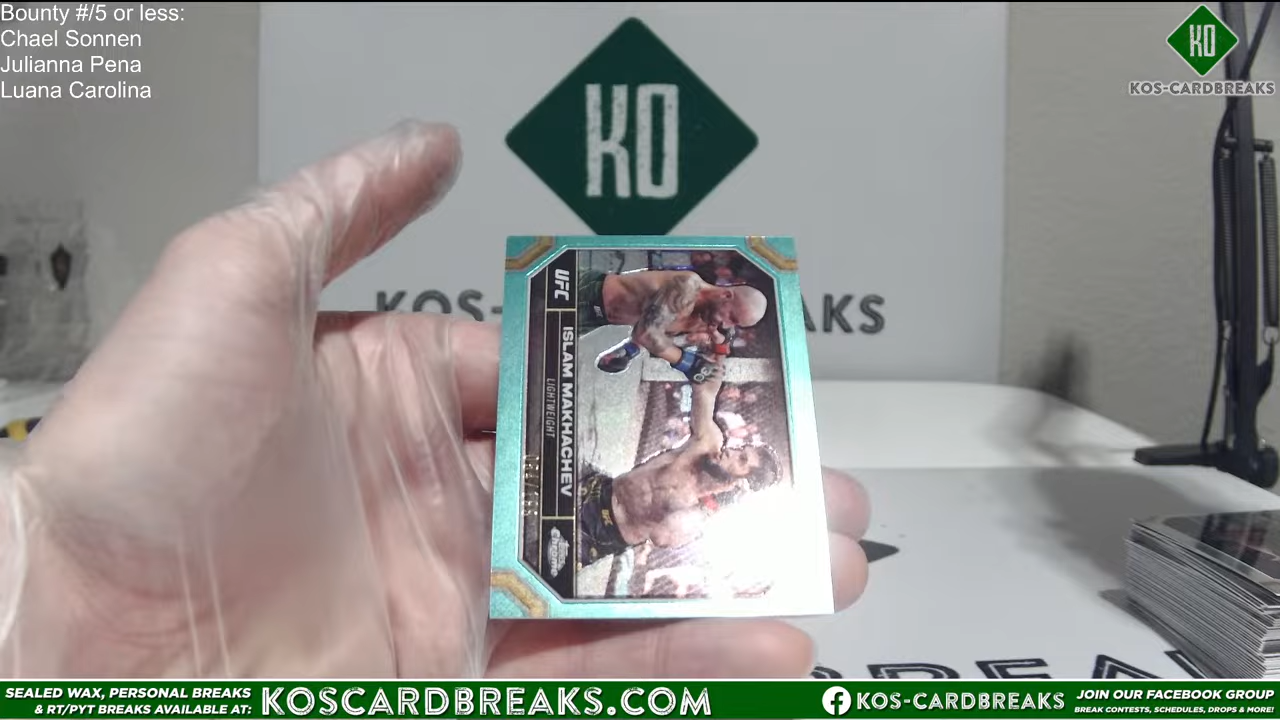 Bounty #/5 or less:
Chael Sonnen
Julianna Pena
Luana Carolina
KO
KOS-CARDBREAKS
KO
KOS-
AKS
UFC
ISLAM MAKHACHEV
LIGHTWEIGHT
Topps Chrome
SEALED WAX, PERSONAL BREAKS
& RT/PYT BREAKS AVAILABLE AT:
KOSCARDBREAKS.COM
KOS-CARDBREAKS
JOIN OUR FACEBOOK GROUP
BREAK CONTESTS, SCHEDULES, DROPS & MORE!